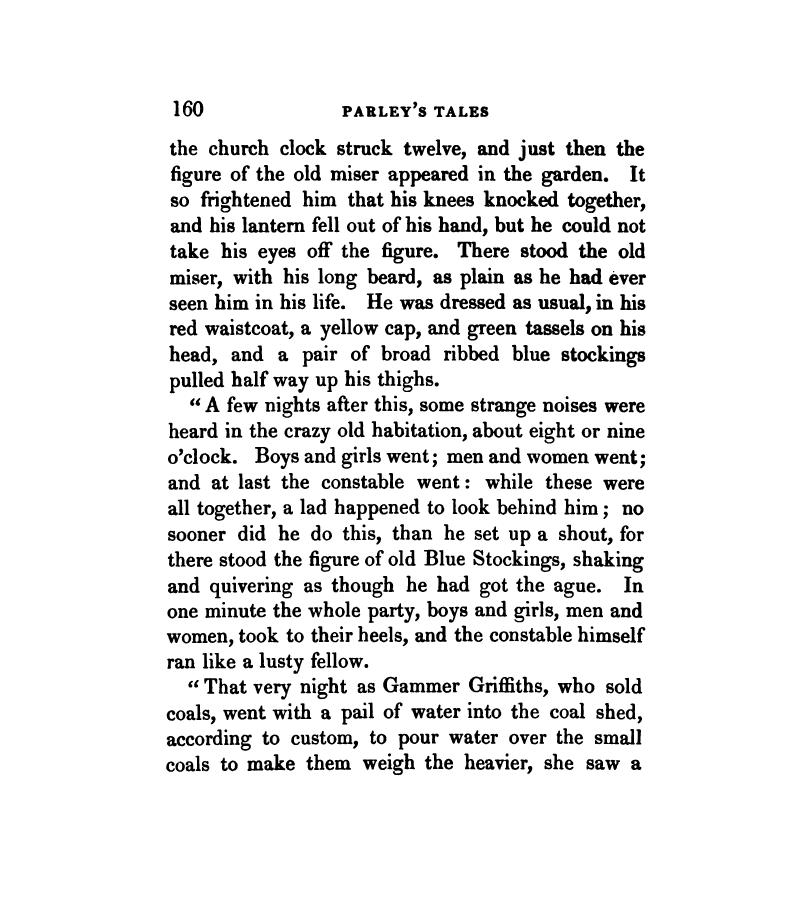 160 PARLEY'S TALES
the church clock struck twelve, and just then the
figure of the old miser appeared in the garden. It
so frightened him that his knees knocked together,
and his lantern fell out of his hand, but he could not
take his eyes off the figure. There stood the old
miser, with his long beard, as plain as he had ever
seen him in his life. He was dressed as usual, in his
red waistcoat, a yellow cap, and green tassels on his
head, and a pair of broad ribbed blue stockings
pulled half way up his thighs.
“ A few nights after this, some strange noises were
heard in the crazy old habitation, about eight or nine
o'clock. Boys and girls went; men and women went;
and at last the constable went: while these were
all together, a lad happened to look behind him; no
sooner did he do this, than he set up a shout, for
there stood the figure of old Blue Stockings, shaking
and quivering as though he had got the ague. In
one minute the whole party, boys and girls, men and
women, took to their heels, and the constable himself
ran like a lusty fellow.
“ That very night as Gammer Griffiths, who sold
coals, went with a pail of water into the coal shed,
according to custom, to pour water over the small
coals to make them weigh the heavier, she saw a